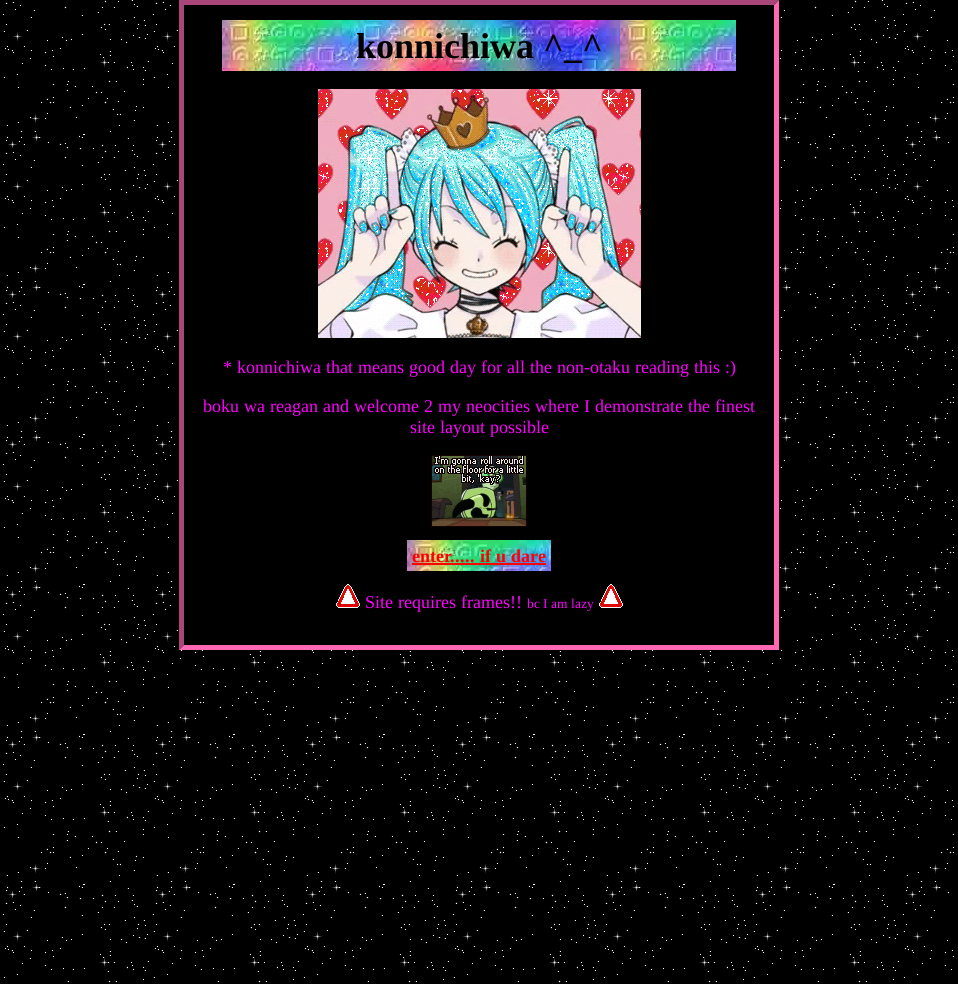 konnichiwa ^_^
* konnichiwa that means good day for all the non-otaku reading this :)
boku wa reagan and welcome 2 my neocities where I demonstrate the finest
site layout possible
I'm gonna roll around
on the floor for a little
bit, 'kay?
enter..... if u dare
Site requires frames!! bc I am lazy